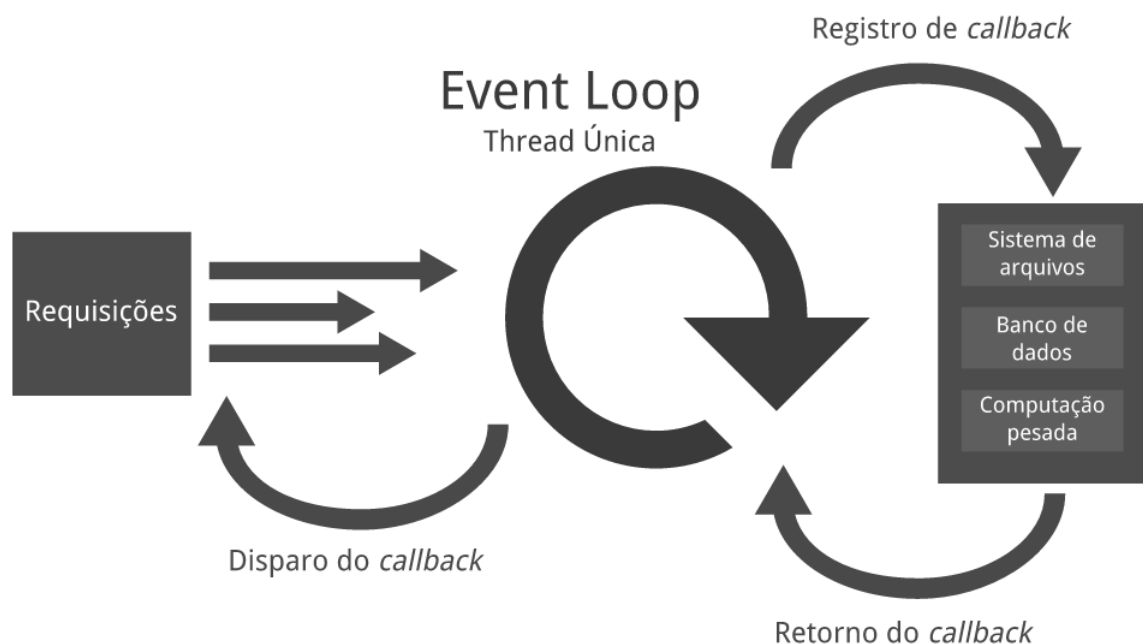 Registro de callback
Event Loop
Thread Única
Requisições
Sistema de
arquivos
Banco de
dados
Computação
pesada
Disparo do callback
Retorno do callback